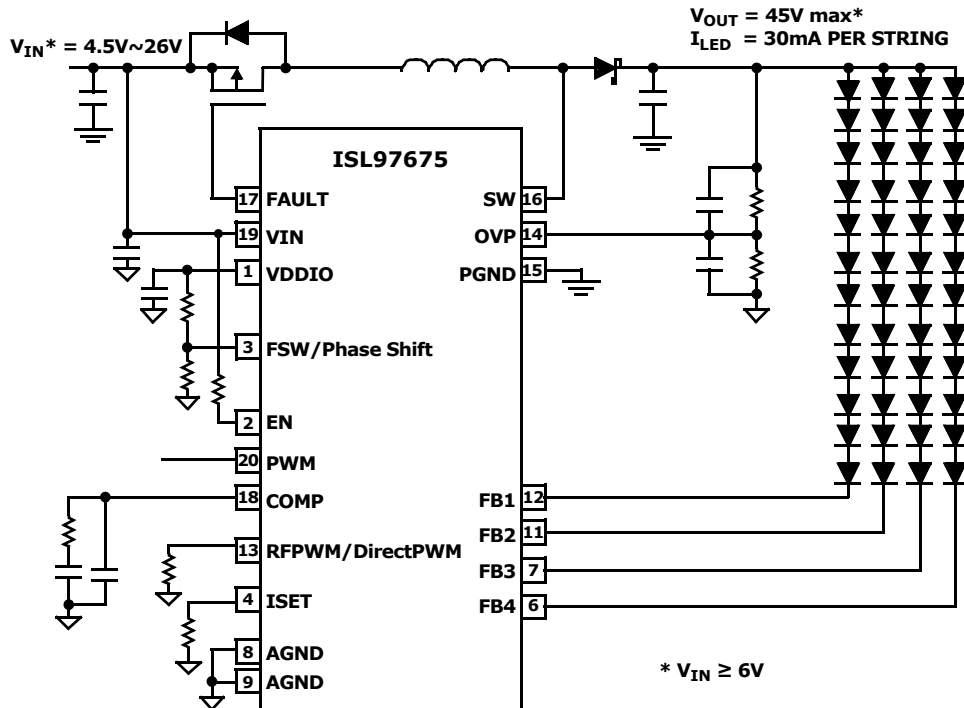 V_OUT = 45V max*
V_IN* = 4.5V~26V
I_LED = 30mA PER STRING
ISL97675
17 FAULT
SW 16
19 VIN
OVP 14
1 VDDIO
PGND 15
3 FSW/Phase Shift
2 EN
20 PWM
18 COMP
FB1 12
FB2 11
13 RFPWM/DirectPWM
FB3 7
4 ISET
FB4 6
8 AGND
9 AGND
* V_IN ≥ 6V